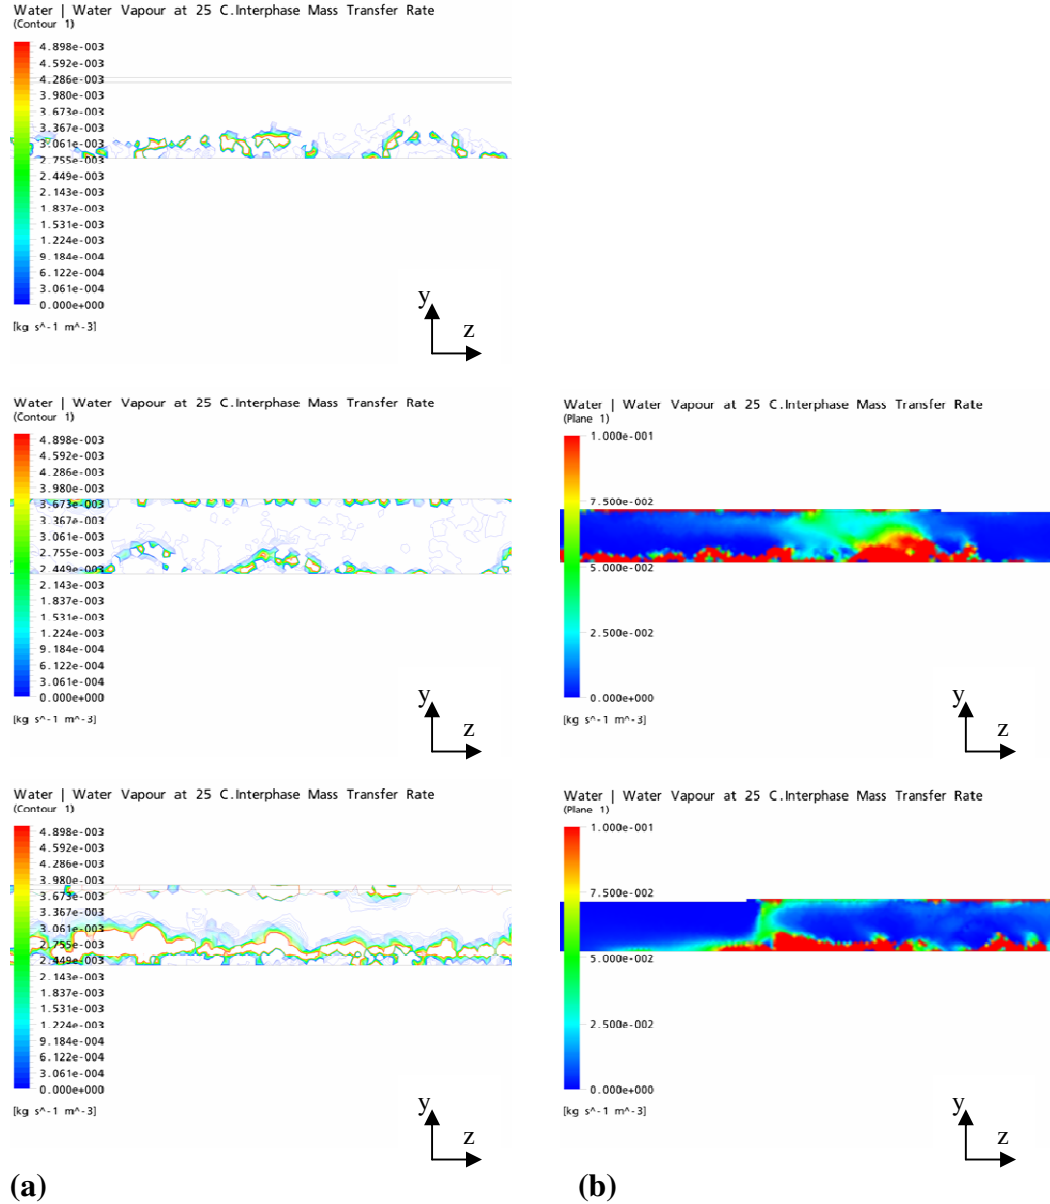 Water | Water Vapour at 25 C.Interphase Mass Transfer Rate
(Contour 1)
4.898e-003
4.592e-003
4.286e-003
3.980e-003
3.673e-003
3.367e-003
3.061e-003
2.755e-003
2.449e-003
2.143e-003
1.837e-003
1.531e-003
1.224e-003
9.184e-004
6.122e-004
3.061e-004
0.000e+000
[kg s^-1 m^-3]
y
z
Water | Water Vapour at 25 C.Interphase Mass Transfer Rate
(Contour 1)
4.898e-003
4.592e-003
4.286e-003
3.980e-003
3.673e-003
3.367e-003
3.061e-003
2.755e-003
2.449e-003
2.143e-003
1.837e-003
1.531e-003
1.224e-003
9.184e-004
6.122e-004
3.061e-004
0.000e+000
[kg s^-1 m^-3]
y
z
Water | Water Vapour at 25 C.Interphase Mass Transfer Rate
(Plane 1)
1.000e-001
7.500e-002
5.000e-002
2.500e-002
0.000e+000
[kg s^-1 m^-3]
y
z
Water | Water Vapour at 25 C.Interphase Mass Transfer Rate
(Contour 1)
4.898e-003
4.592e-003
4.286e-003
3.980e-003
3.673e-003
3.367e-003
3.061e-003
2.755e-003
2.449e-003
2.143e-003
1.837e-003
1.531e-003
1.224e-003
9.184e-004
6.122e-004
3.061e-004
0.000e+000
[kg s^-1 m^-3]
y
z
Water | Water Vapour at 25 C.Interphase Mass Transfer Rate
(Plane 1)
1.000e-001
7.500e-002
5.000e-002
2.500e-002
0.000e+000
[kg s^-1 m^-3]
y
z
(a)
(b)